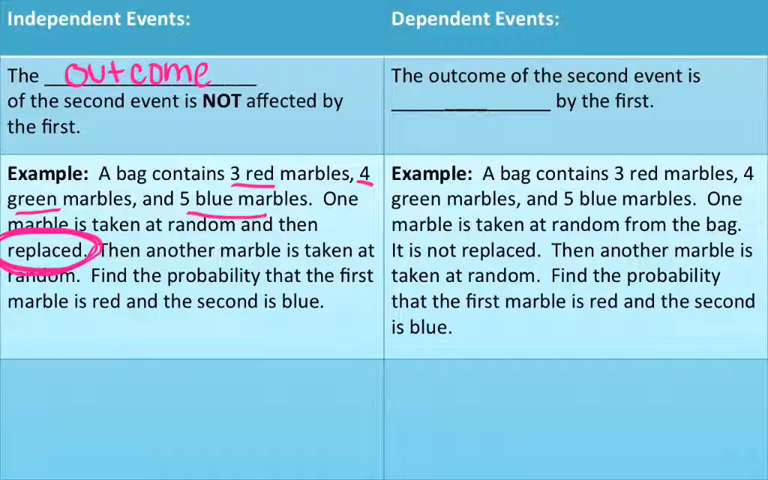 Independent Events:
The outcome
of the second event is NOT affected by
the first.
Example: A bag contains 3 red marbles, 4
green marbles, and 5 blue marbles. One
marble is taken at random and then
replaced. Then another marble is taken at
random. Find the probability that the first
marble is red and the second is blue.
Dependent Events:
The outcome of the second event is
______________ by the first.
Example: A bag contains 3 red marbles, 4
green marbles, and 5 blue marbles. One
marble is taken at random from the bag.
It is not replaced. Then another marble is
taken at random. Find the probability
that the first marble is red and the second
is blue.